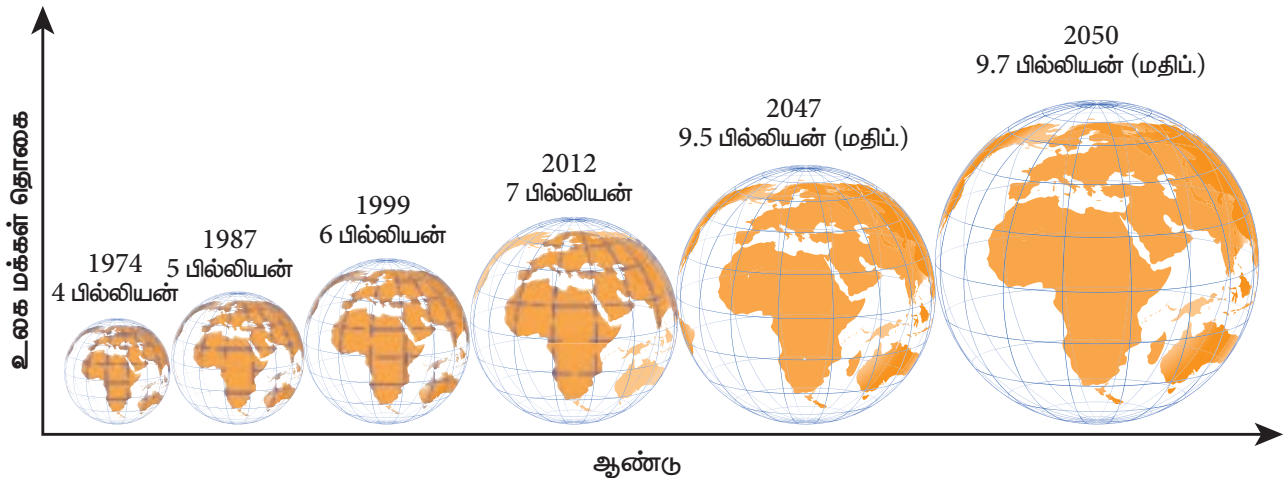 உலக மக்கள் தொகை
1974
4 பில்லியன்
1987
5 பில்லியன்
1999
6 பில்லியன்
2012
7 பில்லியன்
2047
9.5 பில்லியன் (மதிப்.)
2050
9.7 பில்லியன் (மதிப்.)
ஆண்டு